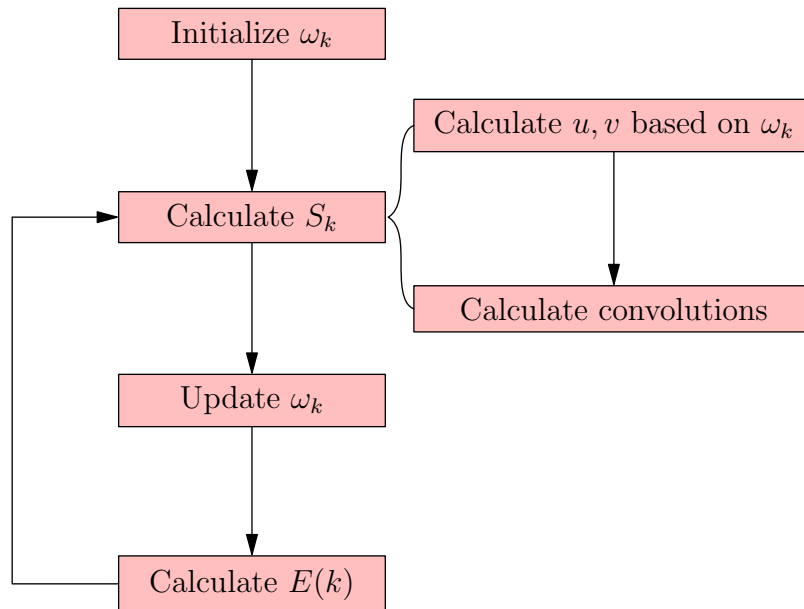 Initialize ω_k
Calculate u, v based on ω_k
Calculate S_k
Calculate convolutions
Update ω_k
Calculate E(k)